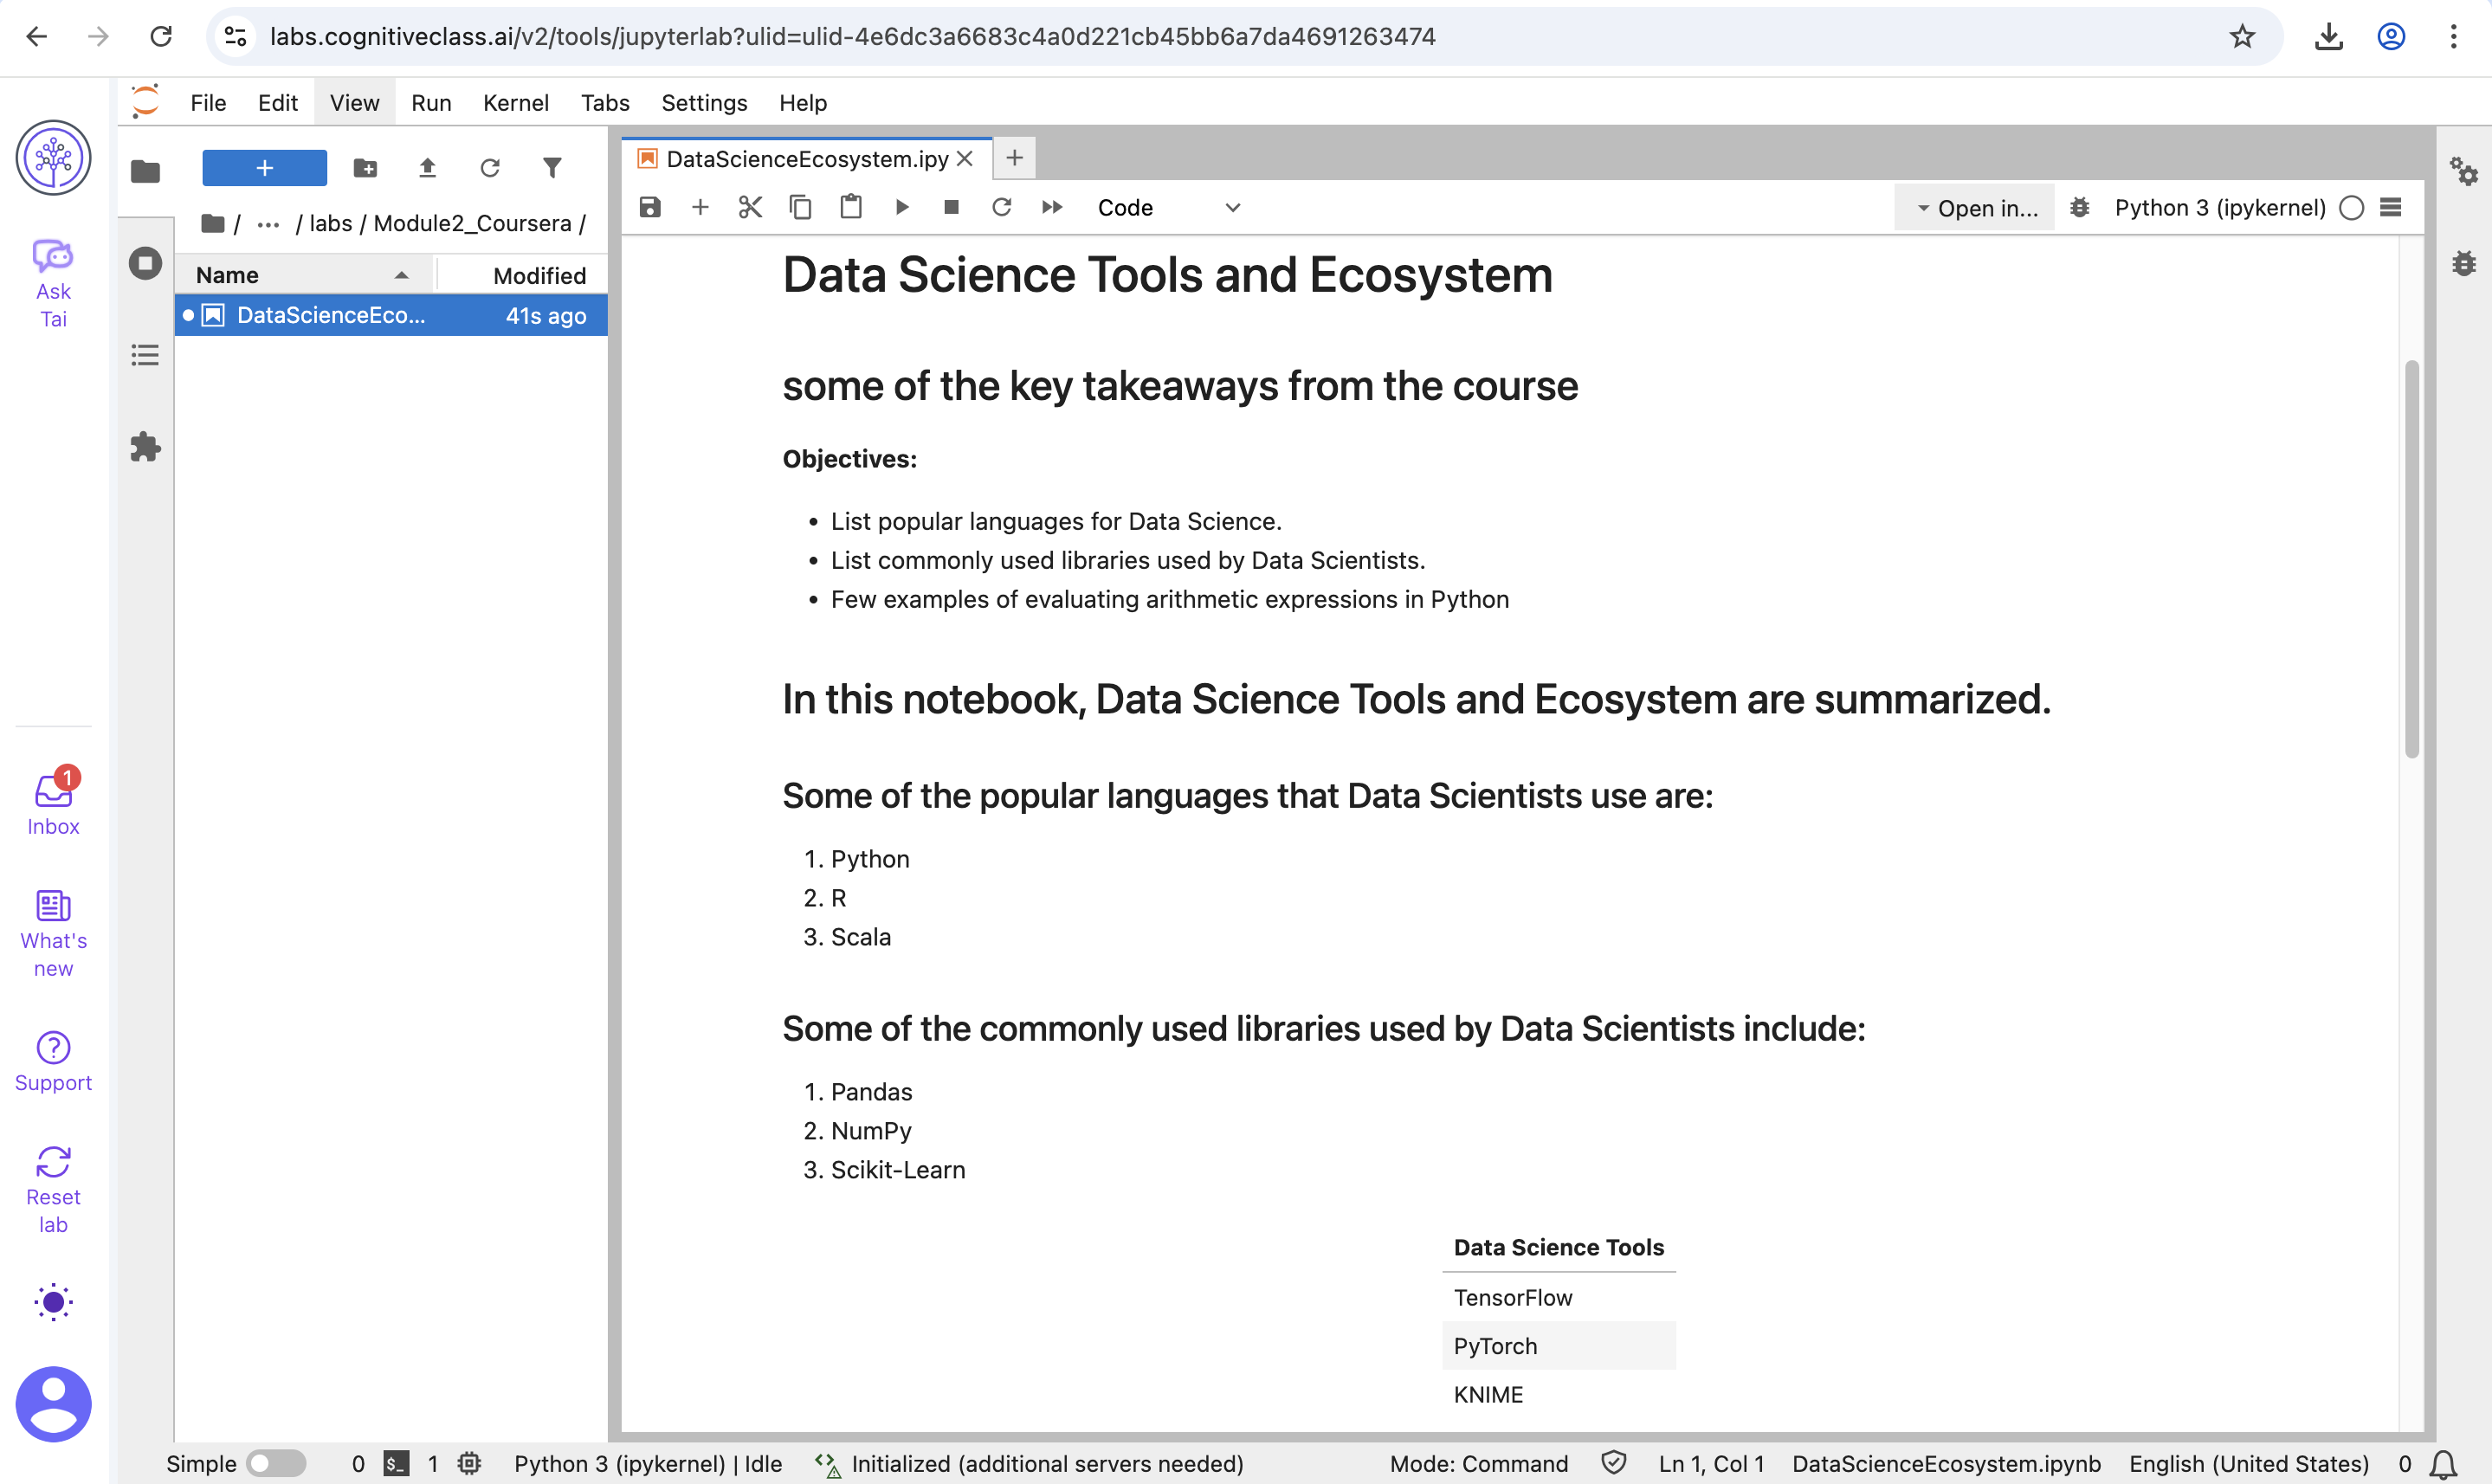 labs.cognitiveclass.ai/v2/tools/jupyterlab?ulid=ulid-4e6dc3a6683c4a0d221cb45bb6a7da4691263474
File Edit View Run Kernel Tabs Settings Help
Ask
Tai
Inbox
1
What's
new
Support
Reset
lab
+
/ ... / labs / Module2_Coursera /
Name Modified
DataScienceEco... 41s ago
DataScienceEcosystem.ipy
Code
Open in...
Python 3 (ipykernel)
Data Science Tools and Ecosystem
some of the key takeaways from the course
Objectives:
• List popular languages for Data Science.
• List commonly used libraries used by Data Scientists.
• Few examples of evaluating arithmetic expressions in Python
In this notebook, Data Science Tools and Ecosystem are summarized.
Some of the popular languages that Data Scientists use are:
1. Python
2. R
3. Scala
Some of the commonly used libraries used by Data Scientists include:
1. Pandas
2. NumPy
3. Scikit-Learn
Data Science Tools
TensorFlow
PyTorch
KNIME
Simple 0 $_ 1 Python 3 (ipykernel) | Idle Initialized (additional servers needed) Mode: Command Ln 1, Col 1 DataScienceEcosystem.ipynb English (United States) 0